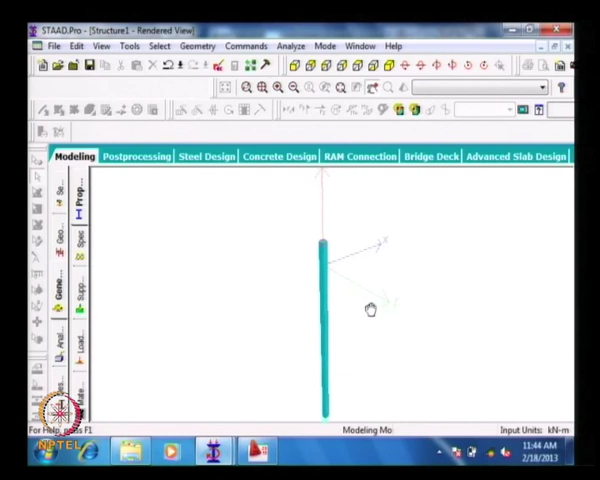 STAAD.Pro - [Structure1 - Rendered View]
File Edit View Tools Select Geometry Commands Analyze Mode Window Help
Modeling Postprocessing Steel Design Concrete Design RAM Connection Bridge Deck Advanced Slab Design
Se...
Prop...
Geo...
Spec
Gene...
Supp...
Anal...
Load...
Mate...
X
Z
For Help, press F1
Modeling Mo
Input Units: kN-m
NPTEL
11:44 AM
2/18/2013